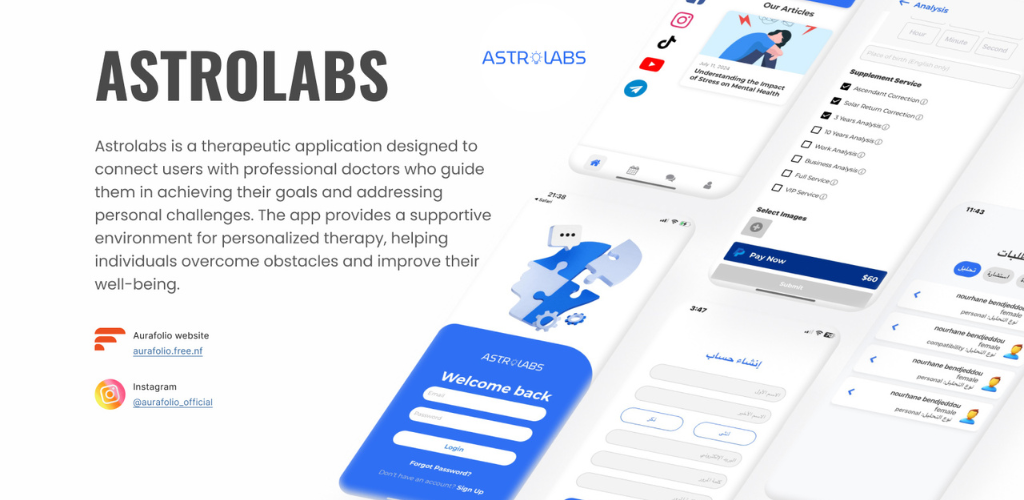 ASTROLABS
Astrolabs is a therapeutic application designed to
connect users with professional doctors who guide
them in achieving their goals and addressing
personal challenges. The app provides a supportive
environment for personalized therapy, helping
individuals overcome obstacles and improve their
well-being.
Aurafolio website
aurafolio.free.nf
Instagram
@aurafolio_official
ASTROLABS
Our Articles
July 11, 2024
Understanding the Impact
of Stress on Mental Health
Analysis
Hour
Minute
Second
Place of birth (English only)
Supplement Service
Ascendant Correction
Solar Return Correction
3 Years Analysis
10 Years Analysis
Work Analysis
Business Analysis
Full Service
VIP Service
Select Images
Pay Now
$60
Submit
21:38
Safari
ASTROLABS
Welcome back
Email
Password
Login
Forgot Password?
Don't have an account? Sign Up
3:47
إنشاء حساب
الاسم الأول
الاسم الأخير
ذكر
أنثى
البريد الإلكتروني
كلمة المرور
11:43
تحليل
استشارة
nourhane bendjeddou
female
نوع التحليل: personal
nourhane bendjeddou
female
نوع التحليل: compatibility
nourhane bendjeddou
female
نوع التحليل: personal
nourhane bendjeddou
female
نوع التحليل: personal